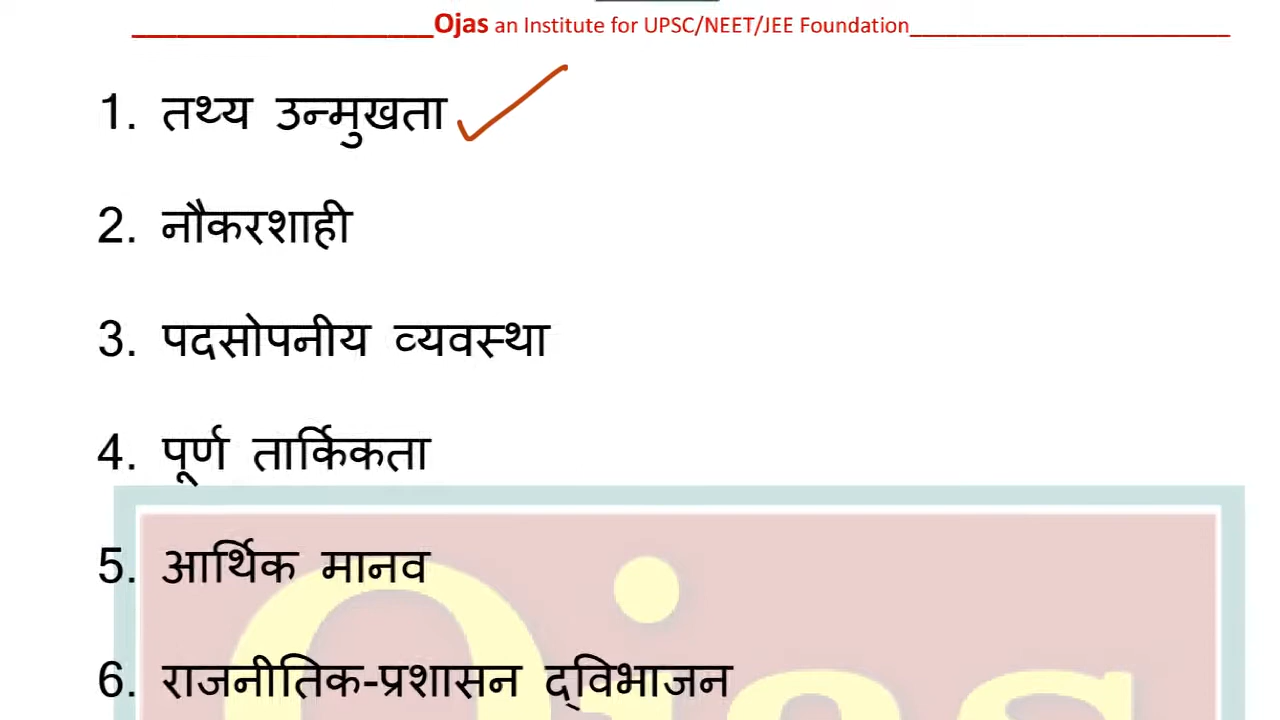 Ojas an Institute for UPSC/NEET/JEE Foundation
1. तथ्य उन्मुखता
2. नौकरशाही
3. पदसोपनीय व्यवस्था
4. पूर्ण तार्किकता
5. आर्थिक मानव
6. राजनीतिक-प्रशासन द्विभाजन
Ojas